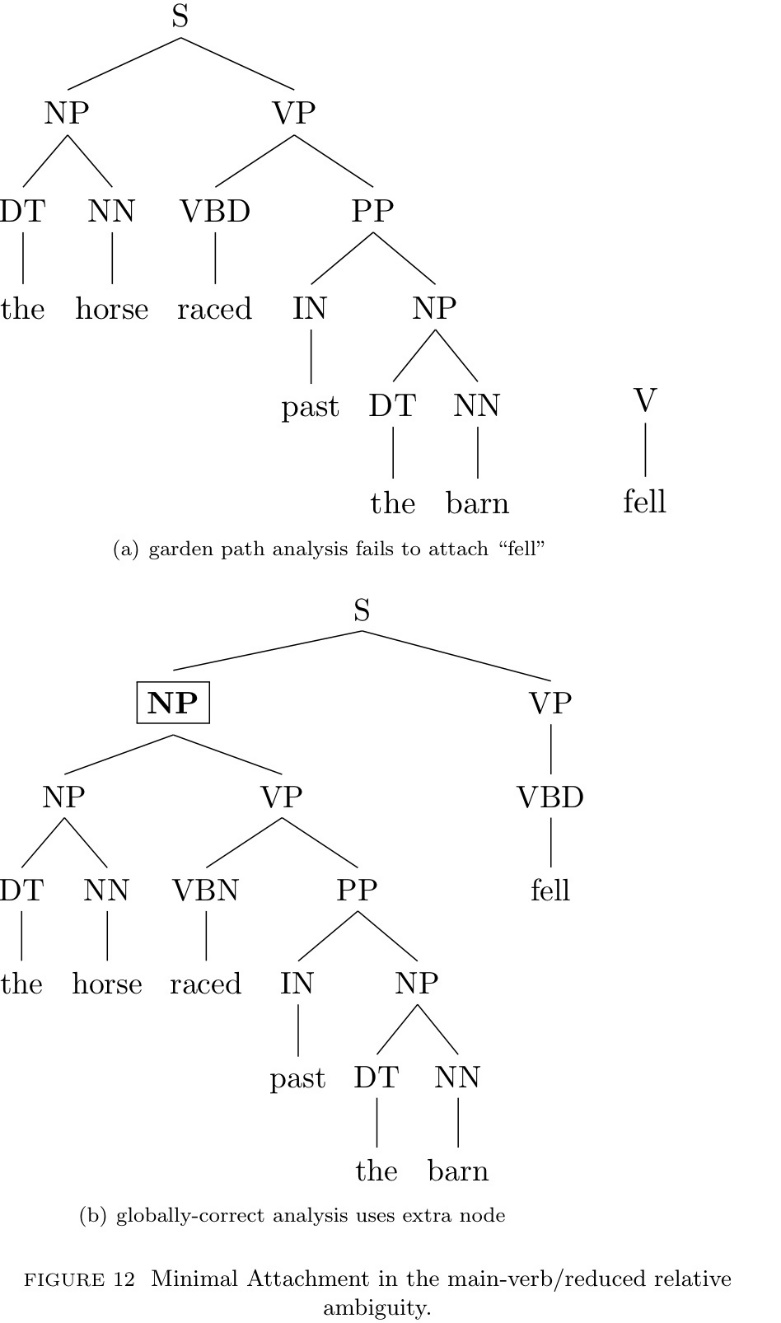 S
NP VP
DT NN VBD PP
the horse raced IN NP
past DT NN V
the barn fell
(a) garden path analysis fails to attach “fell”
S
NP VP
NP VP VBD
DT NN VBN PP fell
the horse raced IN NP
past DT NN
the barn
(b) globally-correct analysis uses extra node
FIGURE 12 Minimal Attachment in the main-verb/reduced relative
ambiguity.